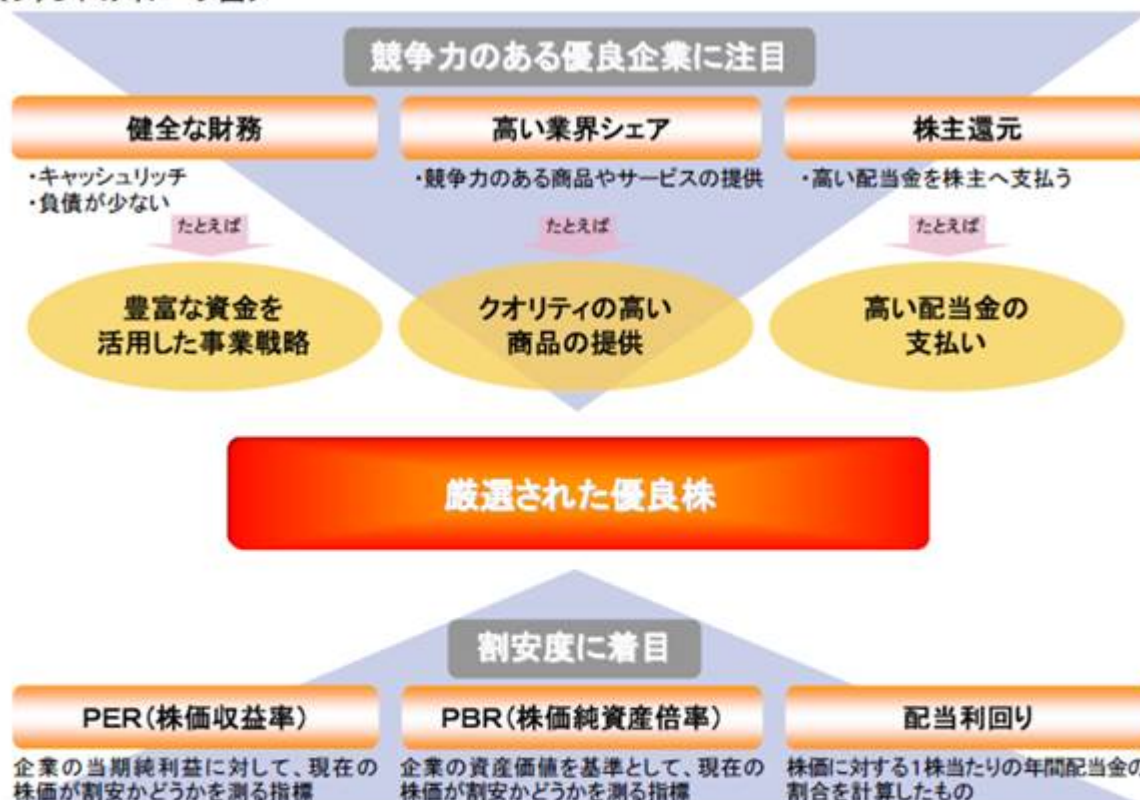 競争力のある優良企業に注目
健全な財務
高い業界シェア
株主還元
・キャッシュリッチ
・負債が少ない
・競争力のある商品やサービスの提供
・高い配当金を株主へ支払う
たとえば
たとえば
たとえば
豊富な資金を
活用した事業戦略
クオリティの高い
商品の提供
高い配当金の
支払い
厳選された優良株
割安度に着目
PER(株価収益率)
PBR(株価純資産倍率)
配当利回り
企業の当期純利益に対して、現在の
株価が割安かどうかを測る指標
企業の資産価値を基準として、現在の
株価が割安かどうかを測る指標
株価に対する1株当たりの年間配当金の
割合を計算したもの